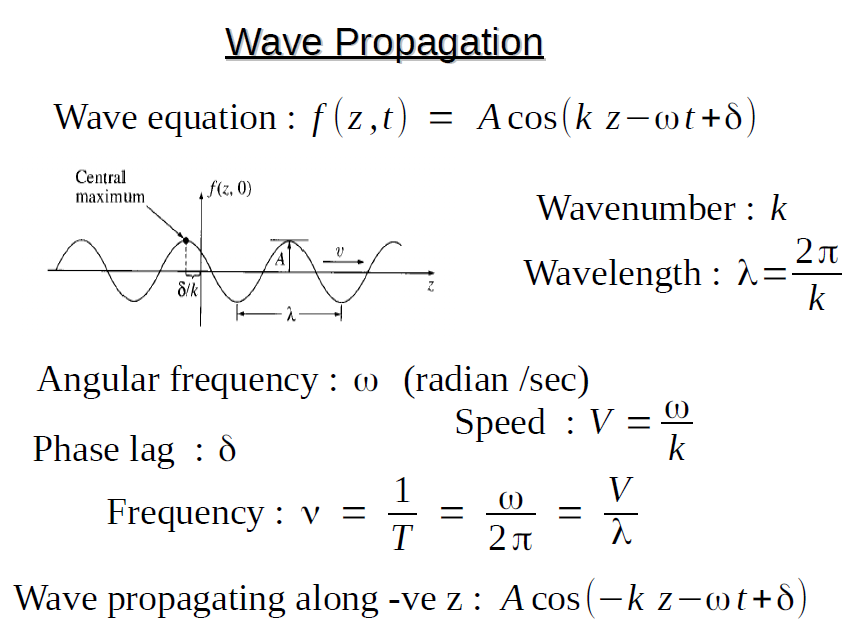 Wave Propagation
Wave equation : f(z,t) = A cos(k z−ωt+δ)
Central
maximum
f(z, 0)
A
v
z
δ/k
λ
Wavenumber : k
Wavelength : λ=2π/k
Angular frequency : ω (radian /sec)
Speed : V = ω/k
Phase lag : δ
Frequency : ν = 1/T = ω/2π = V/λ
Wave propagating along -ve z : A cos(−k z−ωt+δ)